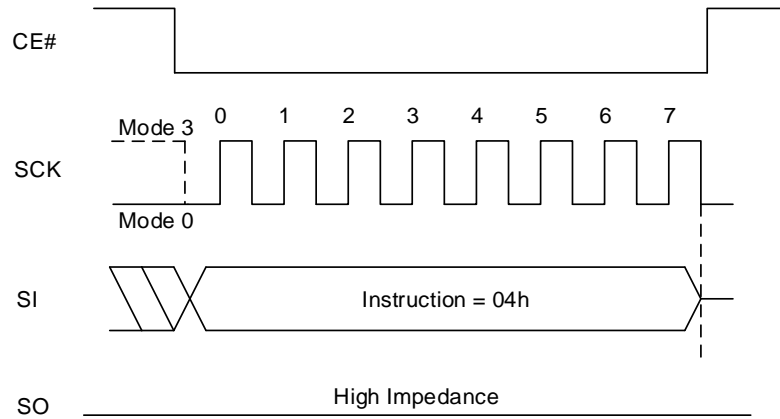 CE#
0 1 2 3 4 5 6 7
Mode 3
SCK
Mode 0
SI
Instruction = 04h
High Impedance
SO